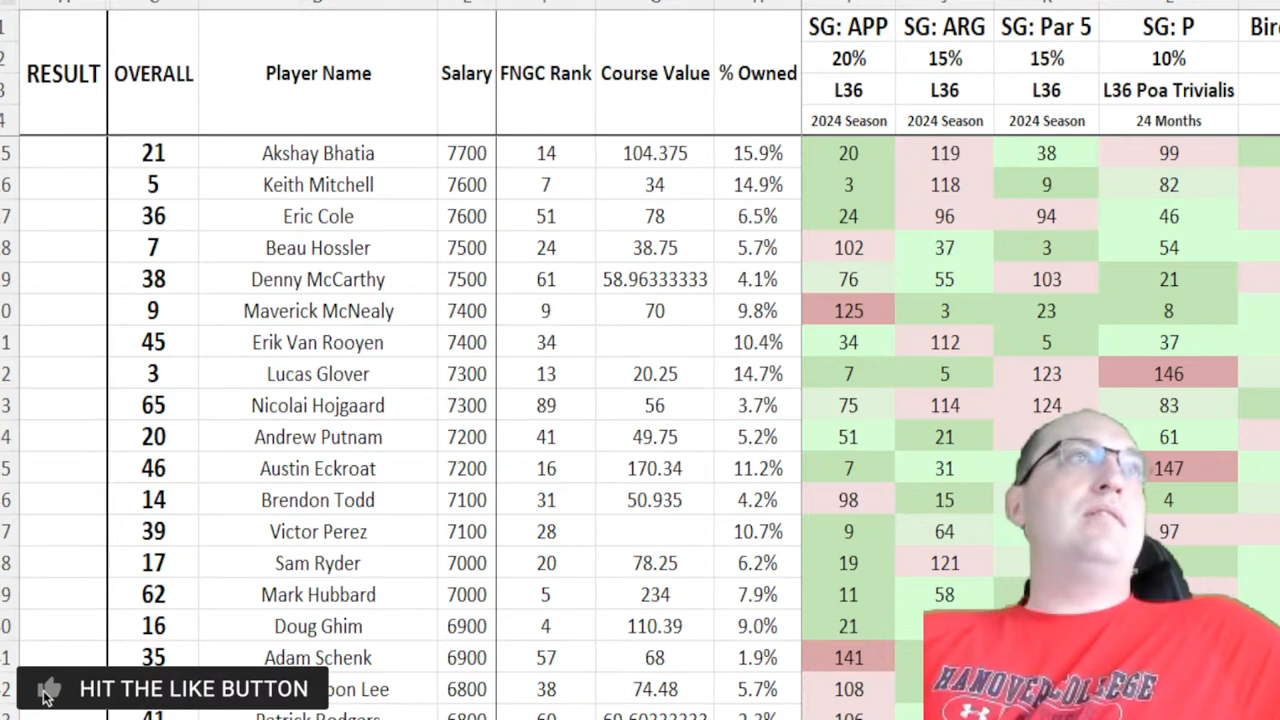 RESULT OVERALL Player Name Salary FNGC Rank Course Value % Owned SG: APP SG: ARG SG: Par 5 SG: P
20% 15% 15% 10%
L36 L36 L36 L36 Poa Trivialis
2024 Season 2024 Season 2024 Season 24 Months
21 Akshay Bhatia 7700 14 104.375 15.9% 20 119 38 99
5 Keith Mitchell 7600 7 34 14.9% 3 118 9 82
36 Eric Cole 7600 51 78 6.5% 24 96 94 46
7 Beau Hossler 7500 24 38.75 5.7% 102 37 3 54
38 Denny McCarthy 7500 61 58.96333333 4.1% 76 55 103 21
9 Maverick McNealy 7400 9 70 9.8% 125 3 23 8
45 Erik Van Rooyen 7400 34 10.4% 34 112 5 37
3 Lucas Glover 7300 13 20.25 14.7% 7 5 123 146
65 Nicolai Hojgaard 7300 89 56 3.7% 75 114 124 83
20 Andrew Putnam 7200 41 49.75 5.2% 51 21 61
46 Austin Eckroat 7200 16 170.34 11.2% 7 31 147
14 Brendon Todd 7100 31 50.935 4.2% 98 15 4
39 Victor Perez 7100 28 10.7% 9 64 97
17 Sam Ryder 7000 20 78.25 6.2% 19 121
62 Mark Hubbard 7000 5 234 7.9% 11 58
16 Doug Ghim 6900 4 110.39 9.0% 21
35 Adam Schenk 6900 57 68 1.9% 141
HIT THE LIKE BUTTON
Lee 6800 38 74.48 5.7% 108
HANOVER COLLEGE